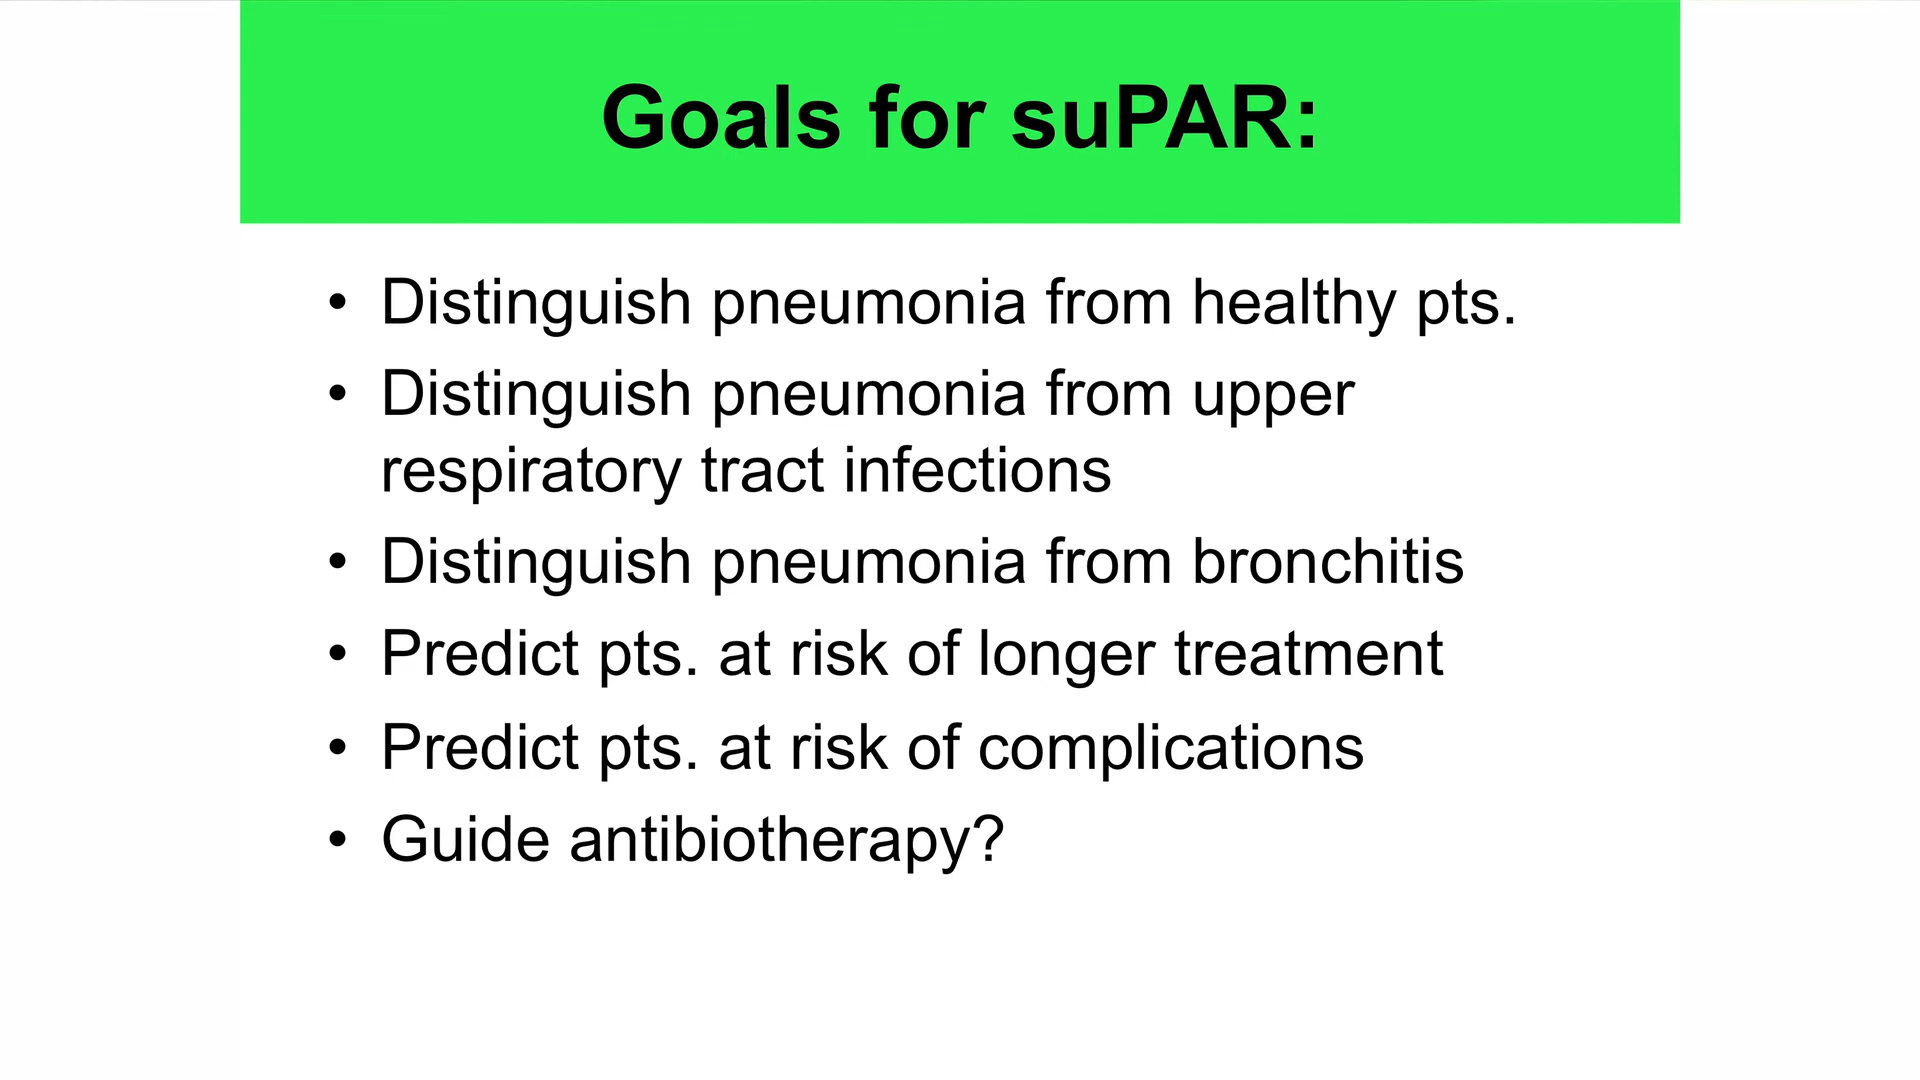 Goals for suPAR:
• Distinguish pneumonia from healthy pts.
• Distinguish pneumonia from upper
respiratory tract infections
• Distinguish pneumonia from bronchitis
• Predict pts. at risk of longer treatment
• Predict pts. at risk of complications
• Guide antibiotherapy?